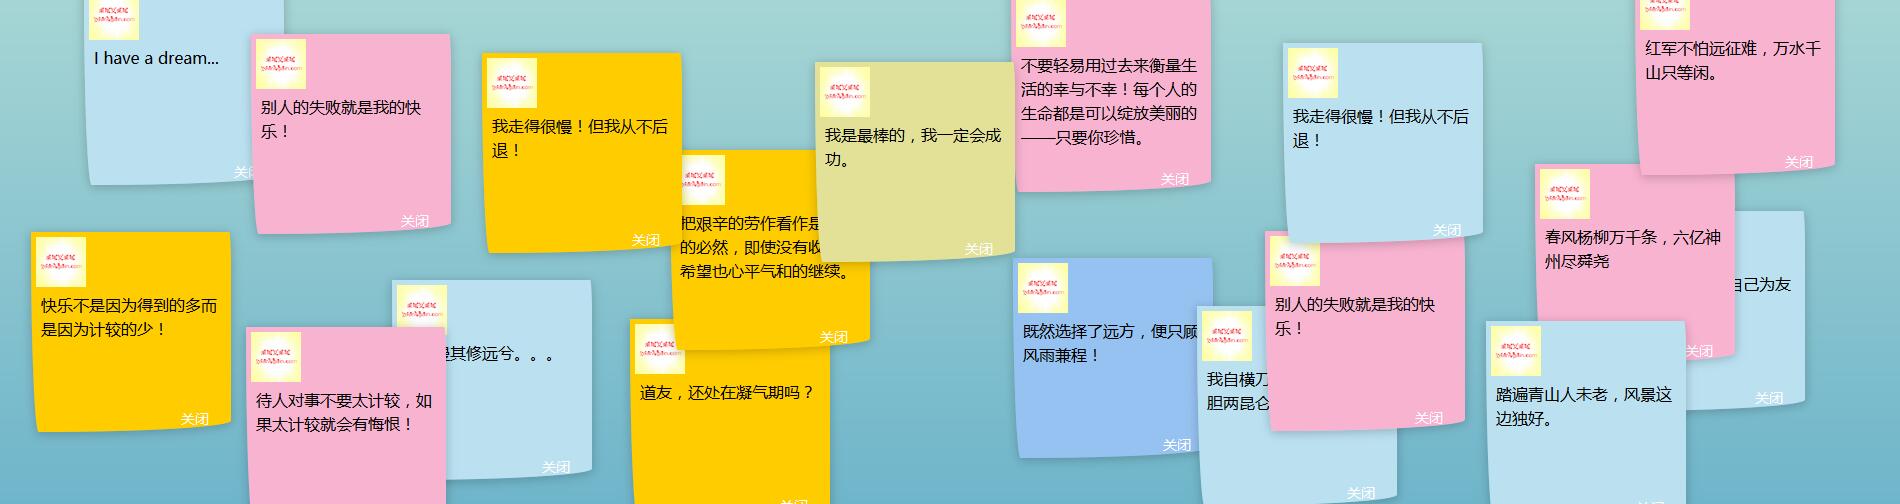 I have a dream...
关闭
别人的失败就是我的快
乐！
关闭
我走得很慢！但我从不后
退！
关闭
把艰辛的劳作看作是
的必然，即使没有收
希望也心平气和的继续。
关闭
我是最棒的，我一定会成
功。
关闭
不要轻易用过去来衡量生
活的幸与不幸！每个人的
生命都是可以绽放美丽的
——只要你珍惜。
关闭
我走得很慢！但我从不后
退！
关闭
红军不怕远征难，万水千
山只等闲。
关闭
春风杨柳万千条，六亿神
州尽舜尧
关闭
自己为友
关闭
快乐不是因为得到的多而
是因为计较的少！
关闭
待人对事不要太计较，如
果太计较就会有悔恨！
其修远兮。。。
关闭
道友，还处在凝气期吗？
关闭
既然选择了远方，便只顾
风雨兼程！
关闭
我自横刀
胆两昆仑
关闭
别人的失败就是我的快
乐！
关闭
踏遍青山人未老，风景这
边独好。